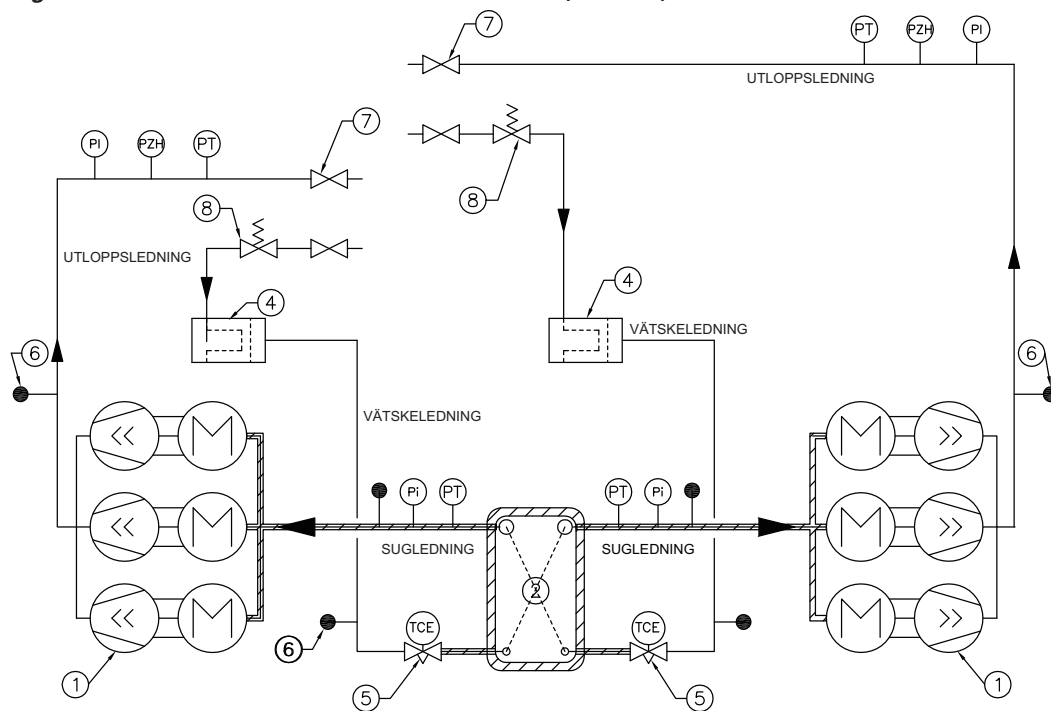 7
PT
PZH
PI
UTLOPPSLEDNING
7
PI
PZH
PT
8
8
UTLOPPSLEDNING
4
4
VÄTSKELEDNING
6
6
VÄTSKELEDNING
Pi
PT
PT
Pi
SUGLEDNING
SUGLEDNING
2
6
TCE
TCE
1
5
5
1